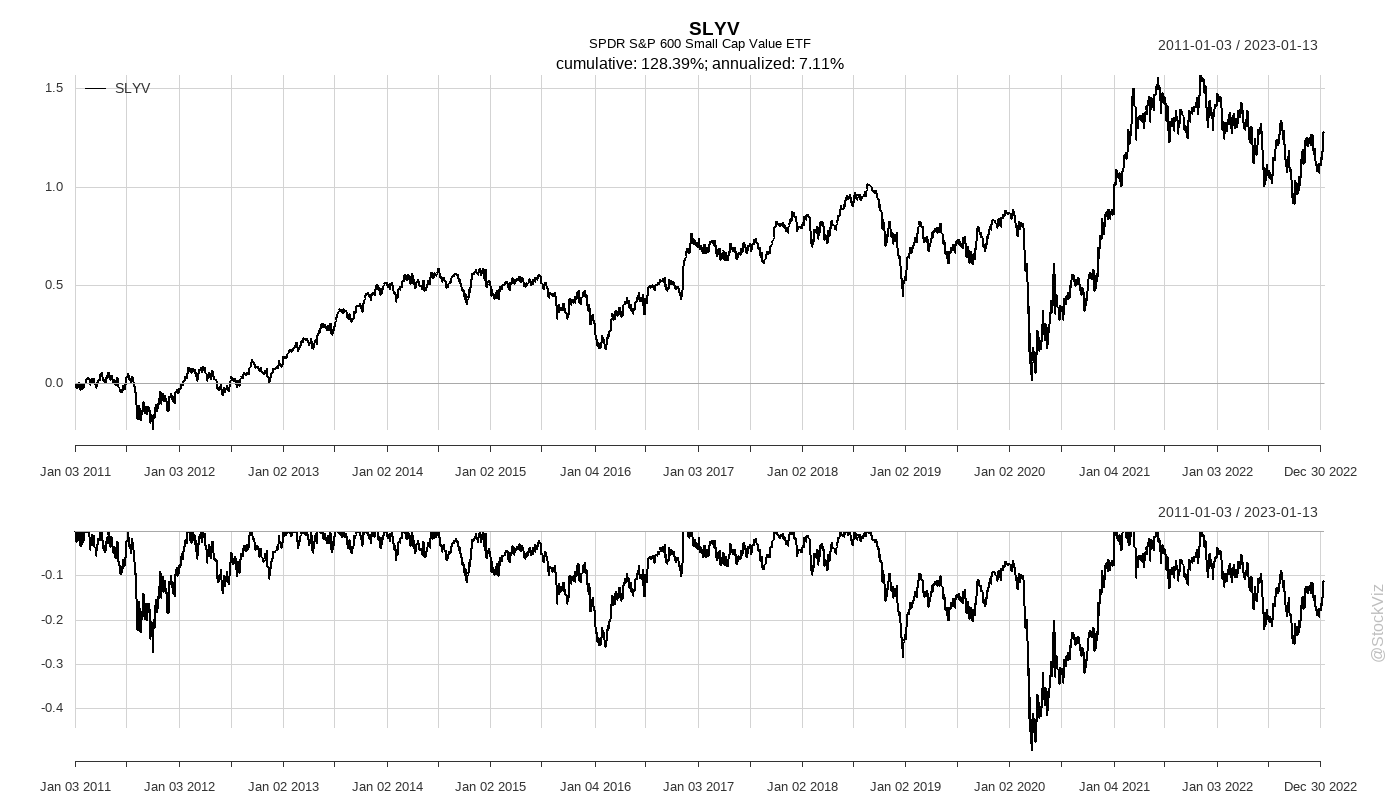 SLYV
SPDR S&P 600 Small Cap Value ETF
2011-01-03 / 2023-01-13
cumulative: 128.39%; annualized: 7.11%
SLYV
1.5
1.0
0.5
0.0
Jan 03 2011 Jan 03 2012 Jan 02 2013 Jan 02 2014 Jan 02 2015 Jan 04 2016 Jan 03 2017 Jan 02 2018 Jan 02 2019 Jan 02 2020 Jan 04 2021 Jan 03 2022 Dec 30 2022
2011-01-03 / 2023-01-13
-0.1
-0.2
-0.3
-0.4
Jan 03 2011 Jan 03 2012 Jan 02 2013 Jan 02 2014 Jan 02 2015 Jan 04 2016 Jan 03 2017 Jan 02 2018 Jan 02 2019 Jan 02 2020 Jan 04 2021 Jan 03 2022 Dec 30 2022
@StockViz